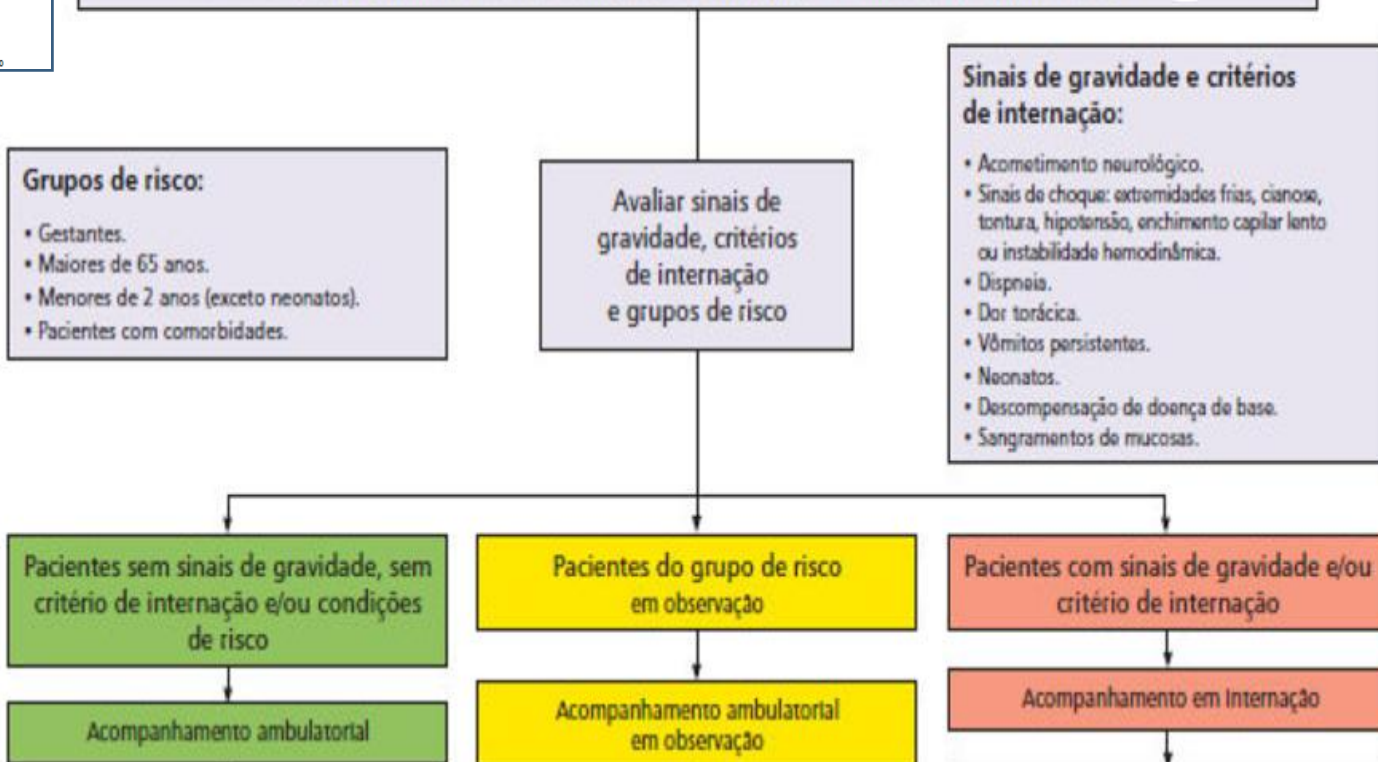 Grupos de risco:
• Gestantes.
• Maiores de 65 anos.
• Menores de 2 anos (exceto neonatos).
• Pacientes com comorbidades.
Avaliar sinais de
gravidade, critérios
de internação
e grupos de risco
Sinais de gravidade e critérios
de internação:
• Acometimento neurológico.
• Sinais de choque: extremidades frias, cianose,
tontura, hipotensão, enchimento capilar lento
ou instabilidade hemodinâmica.
• Dispneia.
• Dor torácica.
• Vômitos persistentes.
• Neonatos.
• Descompensação de doença de base.
• Sangramentos de mucosas.
Pacientes sem sinais de gravidade, sem
critério de internação e/ou condições
de risco
Acompanhamento ambulatorial
Pacientes do grupo de risco
em observação
Acompanhamento ambulatorial
em observação
Pacientes com sinais de gravidade e/ou
critério de internação
Acompanhamento em Internação